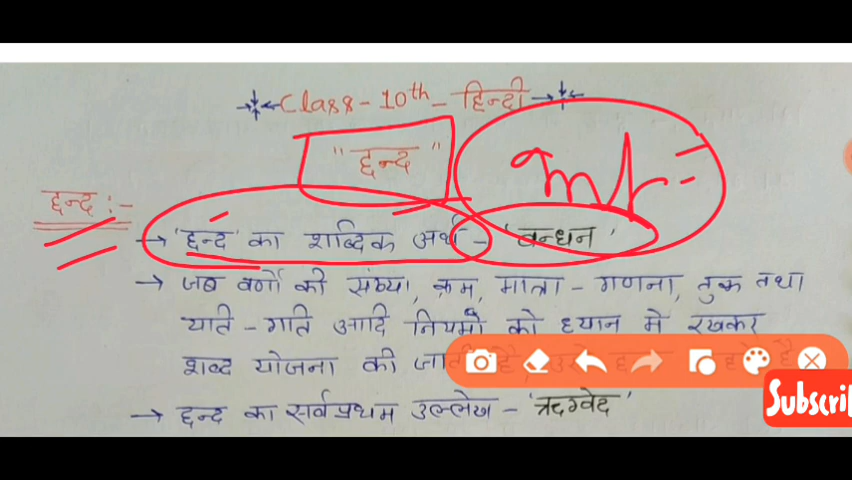 Class - 10th - हिन्दी
"छन्द"
छन्द :-
→ 'छन्द' का शाब्दिक अर्थ - 'बन्धन'
→ जब वर्णों की संख्या, क्रम, मात्रा - गणना, तुक तथा
यति - गति आदि नियमों को ध्यान में रखकर
शब्द योजना की
→ छन्द का सर्वप्रथम उल्लेख - 'ऋग्वेद'
Subscri